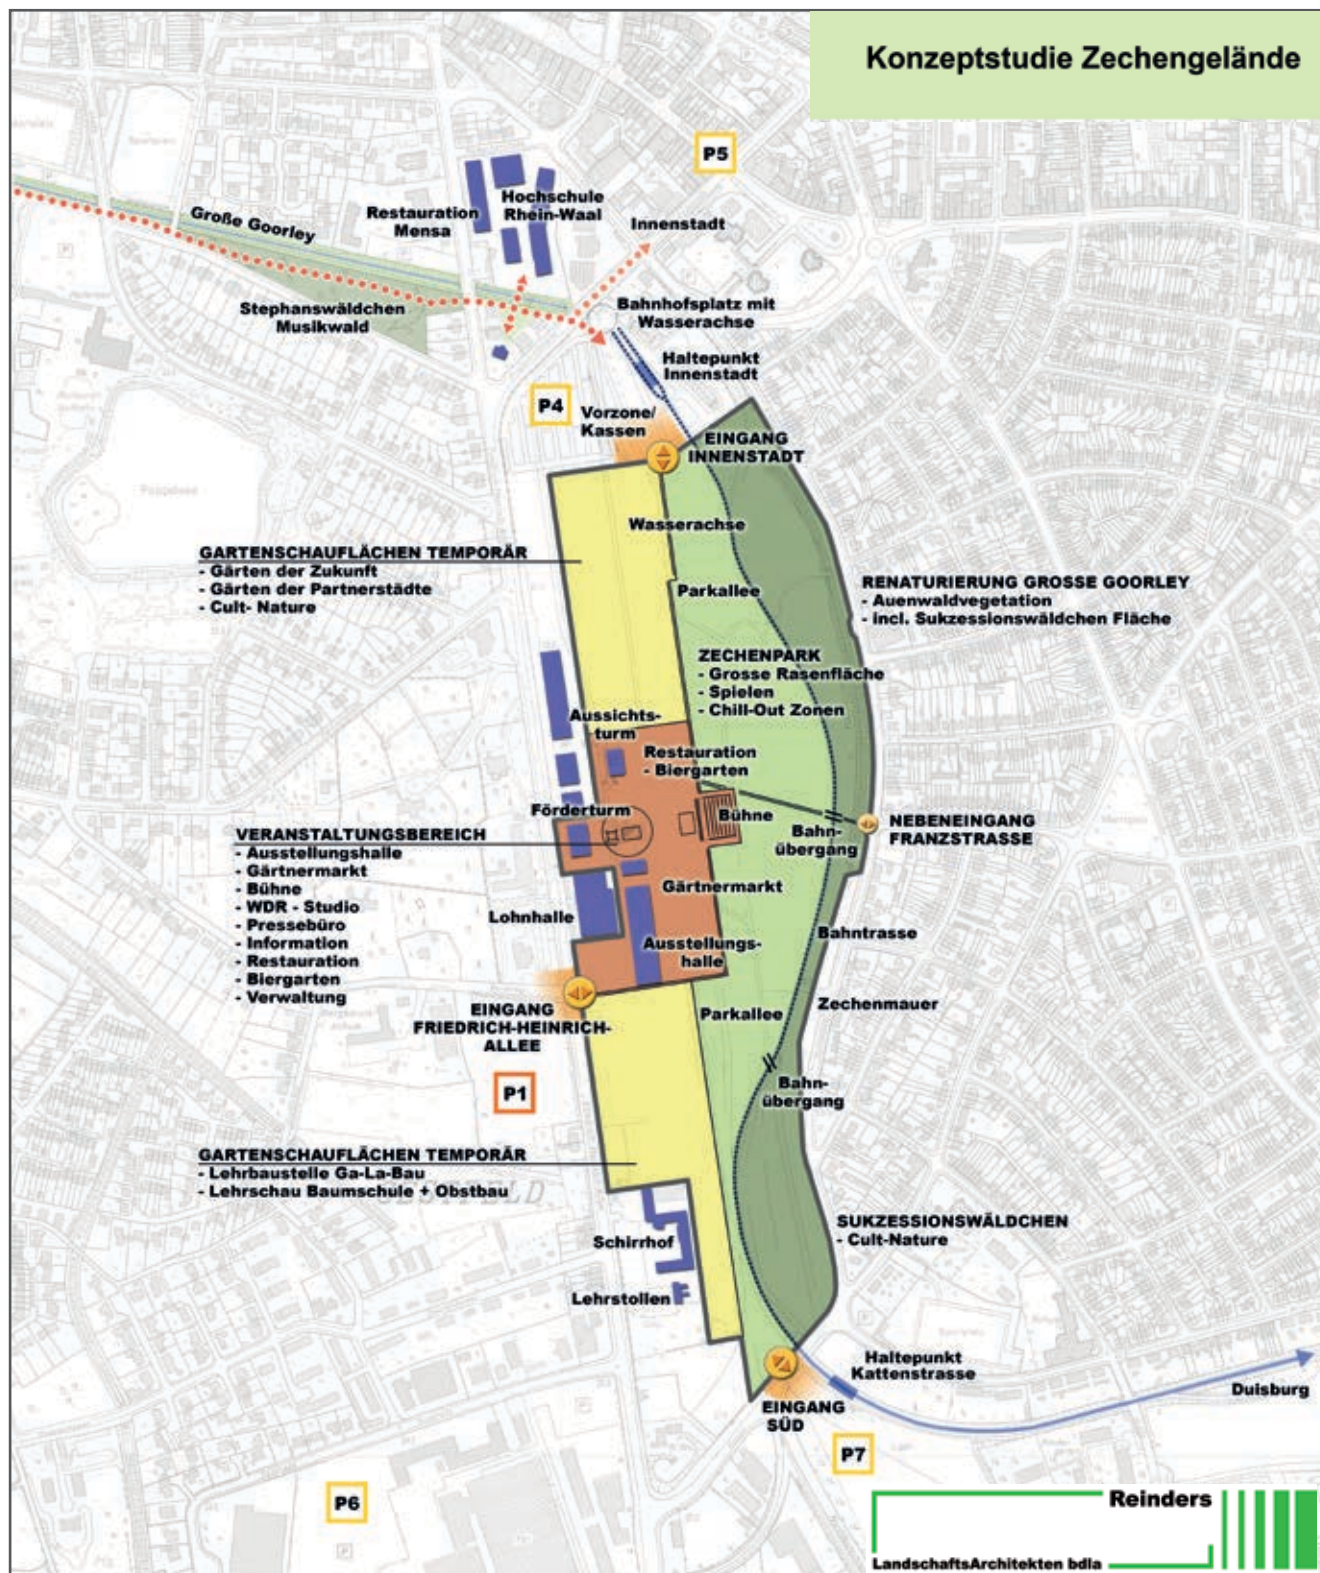 Konzeptstudie Zechengelände
P5
Hochschule
Rhein-Waal
Restauration
Mensa
Große Goorley
Innenstadt
Stephanswäldchen
Musikwald
Bahnhofsplatz mit
Wasserachse
Haltepunkt
Innenstadt
P4
Vorzone/
Kassen
EINGANG
INNENSTADT
Wasserachse
GARTENSCHAUFLÄCHEN TEMPORÄR
- Gärten der Zukunft
- Gärten der Partnerstädte
- Cult- Nature
Parkallee
RENATURIERUNG GROSSE GOORLEY
- Auenwaldvegetation
- incl. Sukzessionswäldchen Fläche
ZECHENPARK
- Grosse Rasenfläche
- Spielen
- Chill-Out Zonen
Aussichts-
turm
Restauration
- Biergarten
Förderturm
Bühne
Bahn-
übergang
NEBENEINGANG
FRANZSTRASSE
VERANSTALTUNGSBEREICH
- Ausstellungshalle
- Gärtnermarkt
- Bühne
- WDR - Studio
- Pressebüro
- Information
- Restauration
- Biergarten
- Verwaltung
Gärtnermarkt
Lohnhalle
Ausstellungs-
halle
Bahntrasse
Zechenmauer
EINGANG
FRIEDRICH-HEINRICH-
ALLEE
Parkallee
P1
Bahn-
übergang
GARTENSCHAUFLÄCHEN TEMPORÄR
- Lehrbaustelle Ga-La-Bau
- Lehrschau Baumschule + Obstbau
SUKZESSIONSWÄLDCHEN
- Cult-Nature
Schirrhof
Lehrstollen
Haltepunkt
Kattenstrasse
Duisburg
EINGANG
SÜD
P7
P6
Reinders
LandschaftsArchitekten bdla